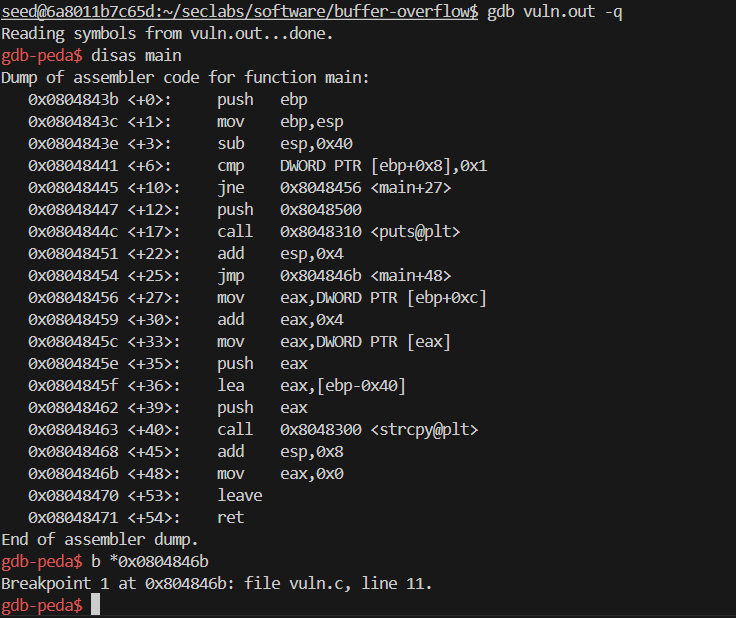 seed@6a8011b7c65d:~/seclabs/software/buffer-overflow$ gdb vuln.out -q
Reading symbols from vuln.out...done.
gdb-peda$ disas main
Dump of assembler code for function main:
   0x0804843b <+0>:     push   ebp
   0x0804843c <+1>:     mov    ebp,esp
   0x0804843e <+3>:     sub    esp,0x40
   0x08048441 <+6>:     cmp    DWORD PTR [ebp+0x8],0x1
   0x08048445 <+10>:    jne    0x8048456 <main+27>
   0x08048447 <+12>:    push   0x8048500
   0x0804844c <+17>:    call   0x8048310 <puts@plt>
   0x08048451 <+22>:    add    esp,0x4
   0x08048454 <+25>:    jmp    0x804846b <main+48>
   0x08048456 <+27>:    mov    eax,DWORD PTR [ebp+0xc]
   0x08048459 <+30>:    add    eax,0x4
   0x0804845c <+33>:    mov    eax,DWORD PTR [eax]
   0x0804845e <+35>:    push   eax
   0x0804845f <+36>:    lea    eax,[ebp-0x40]
   0x08048462 <+39>:    push   eax
   0x08048463 <+40>:    call   0x8048300 <strcpy@plt>
   0x08048468 <+45>:    add    esp,0x8
   0x0804846b <+48>:    mov    eax,0x0
   0x08048470 <+53>:    leave
   0x08048471 <+54>:    ret
End of assembler dump.
gdb-peda$ b *0x0804846b
Breakpoint 1 at 0x804846b: file vuln.c, line 11.
gdb-peda$